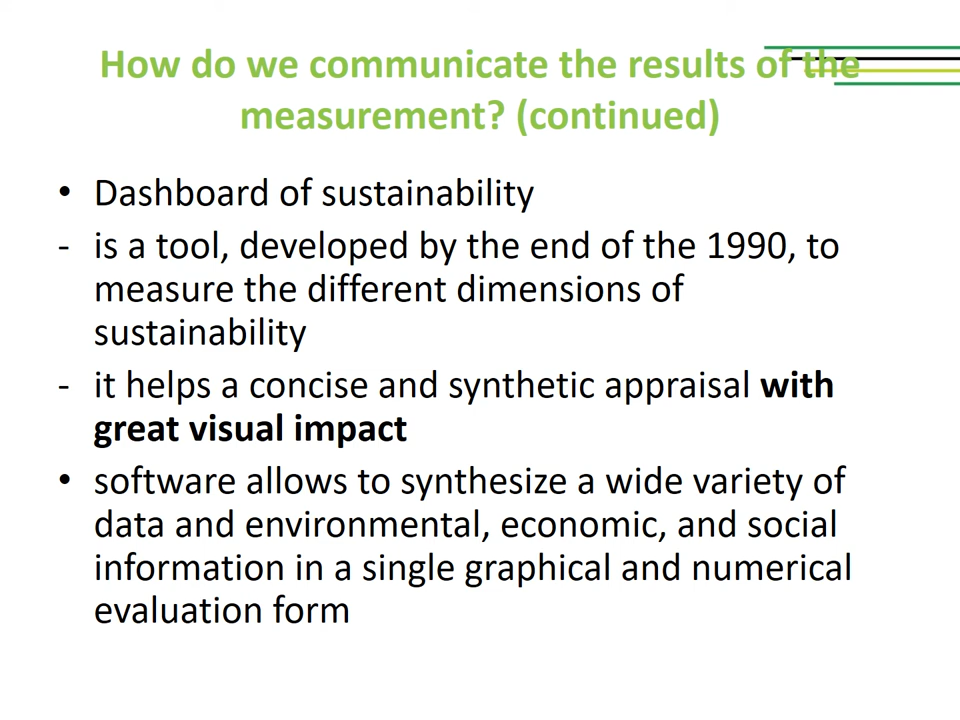 How do we communicate the results of the
measurement? (continued)
• Dashboard of sustainability
- is a tool, developed by the end of the 1990, to
measure the different dimensions of
sustainability
- it helps a concise and synthetic appraisal with
great visual impact
• software allows to synthesize a wide variety of
data and environmental, economic, and social
information in a single graphical and numerical
evaluation form